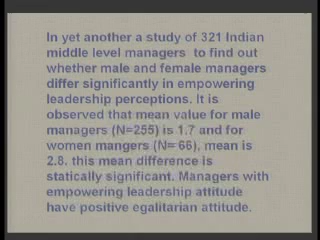 In yet another a study of 321 Indian
middle level managers to find out
whether male and female managers
differ significantly in empowering
leadership perceptions. It is
observed that mean value for male
managers (N=255) is 1.7 and for
women mangers (N= 66), mean is
2.8. this mean difference is
statically significant. Managers with
empowering leadership attitude
have positive egalitarian attitude.